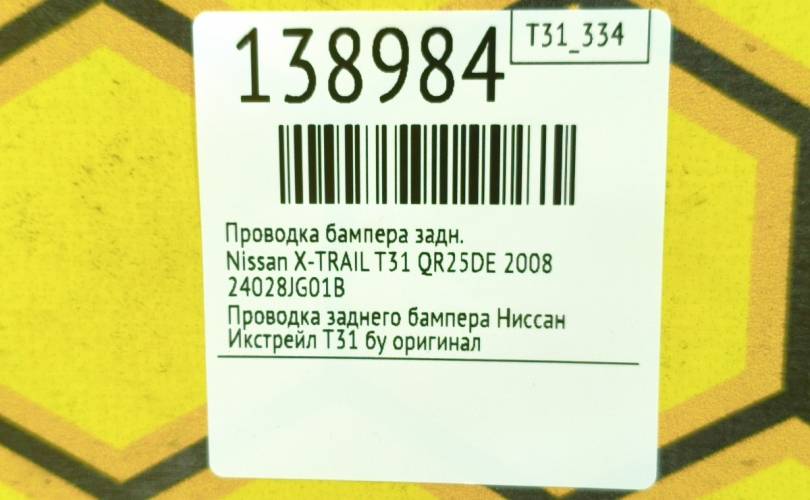 138984
T31_334
Проводка бампера задн.
Nissan X-TRAIL T31 QR25DE 2008
24028JG01B
Проводка заднего бампера Ниссан
Икстрейл Т31 бу оригинал